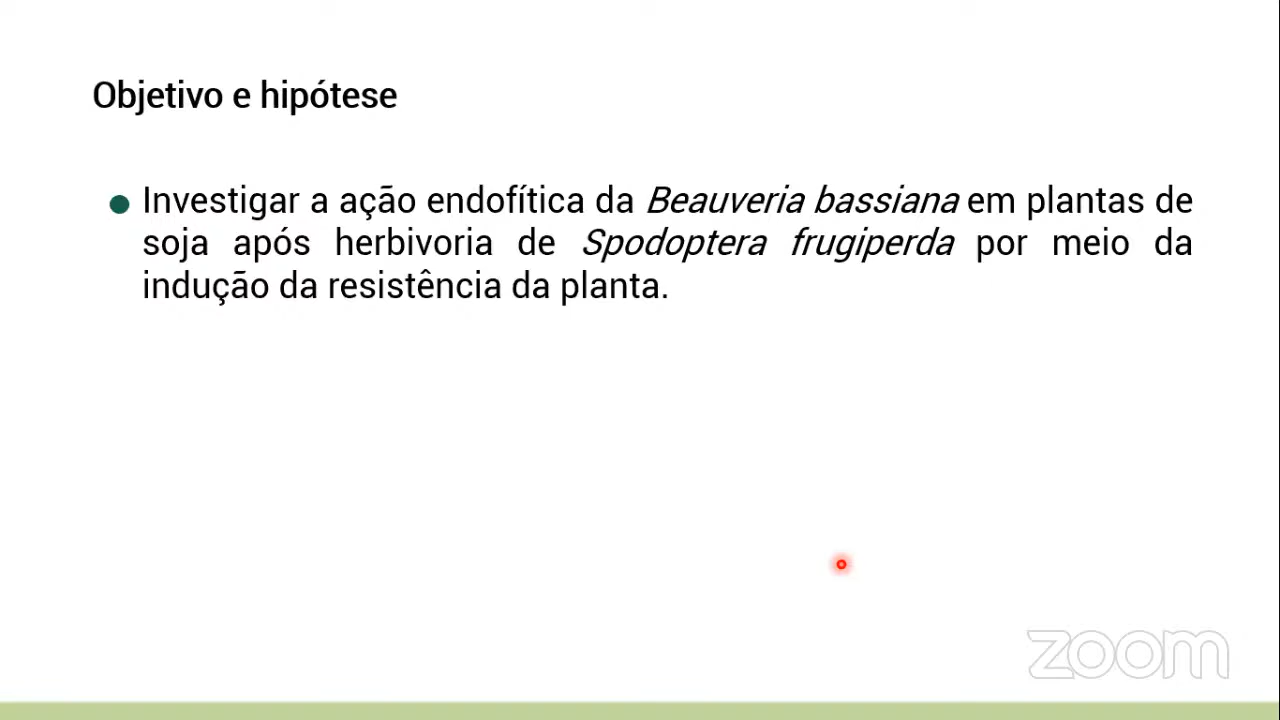 Objetivo e hipótese
Investigar a ação endofítica da Beauveria bassiana em plantas de
soja após herbivoria de Spodoptera frugiperda por meio da
indução da resistência da planta.
zoom